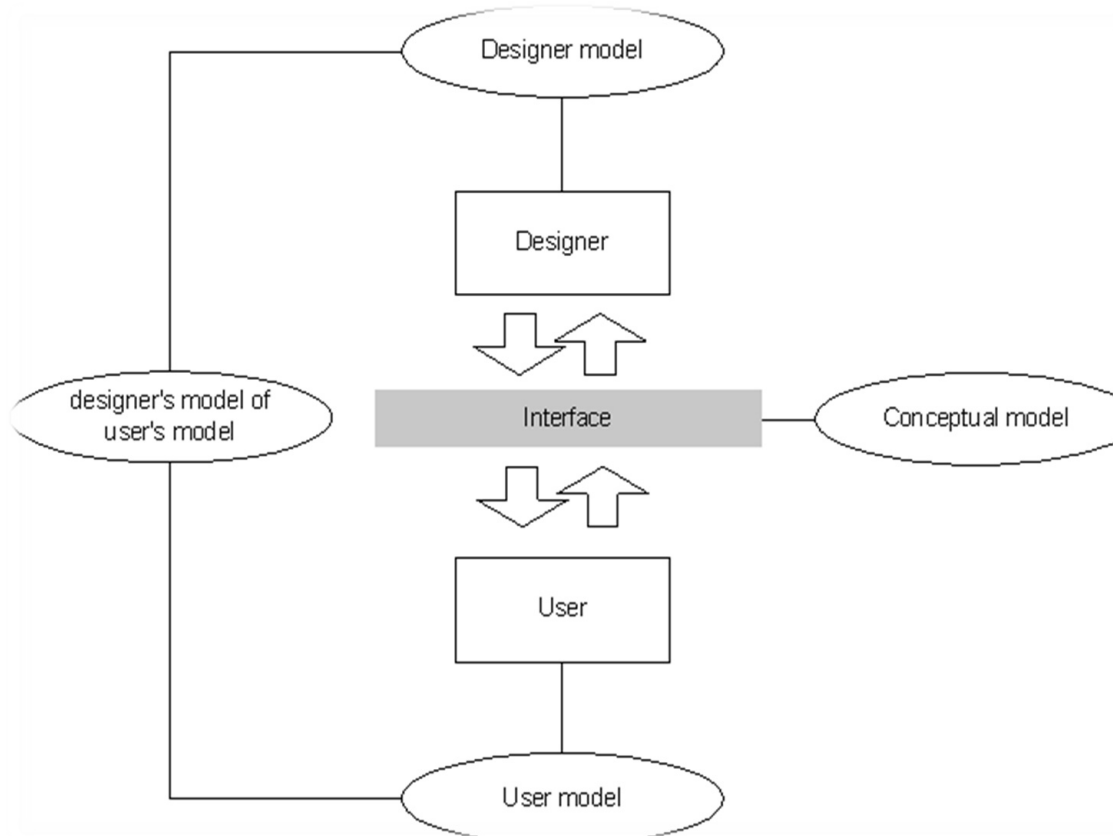 Designer model
Designer
designer's model of
user's model
Interface
Conceptual model
User
User model